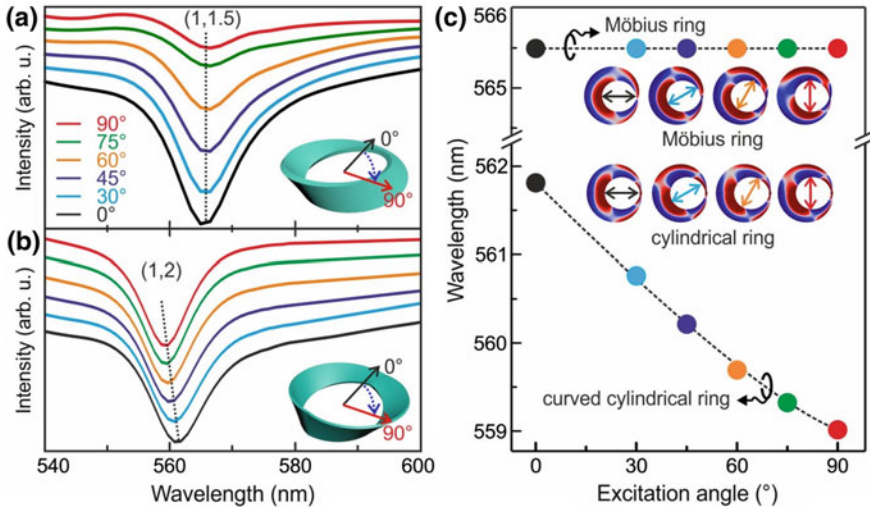 (a)
(1,1.5)
Intensity (arb. u.)
90°
75°
60°
45°
30°
0°
0°
90°
(b)
(1,2)
Intensity (arb. u.)
0°
90°
540 560 580 600
Wavelength (nm)
(c)
566
565
562
561
560
559
Wavelength (nm)
Möbius ring
Möbius ring
cylindrical ring
curved cylindrical ring
0 30 60 90
Excitation angle (°)